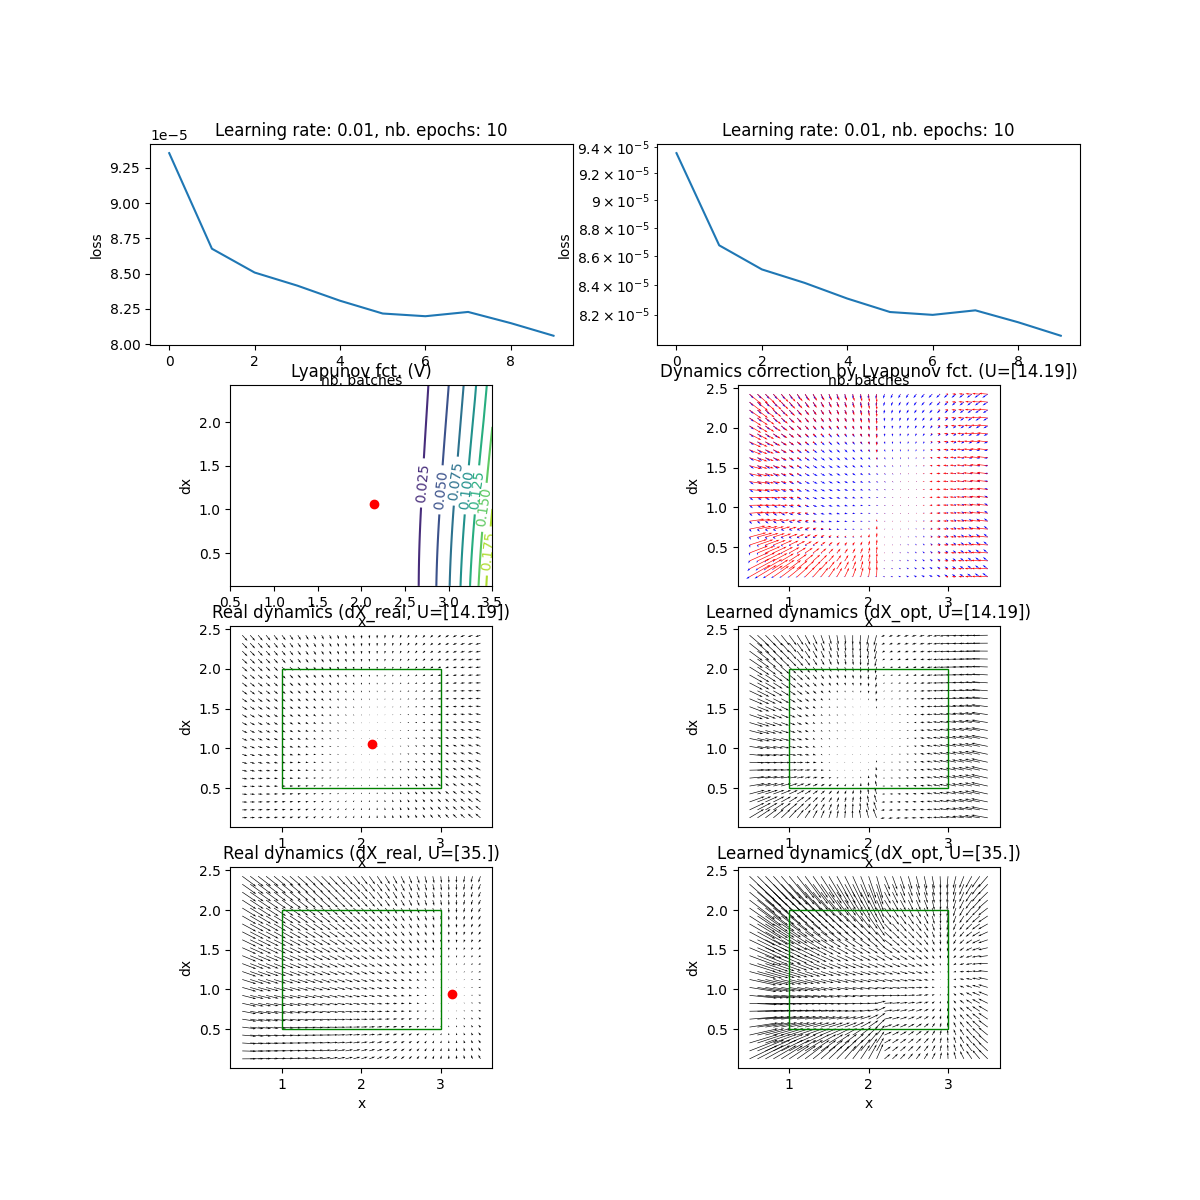 Learning rate: 0.01, nb. epochs: 10
1e−5
9.25
9.00
8.75
8.50
8.25
8.00
loss
0 2 4 6 8
nb. batches
Learning rate: 0.01, nb. epochs: 10
9.4 × 10⁻⁵
9.2 × 10⁻⁵
9 × 10⁻⁵
8.8 × 10⁻⁵
8.6 × 10⁻⁵
8.4 × 10⁻⁵
8.2 × 10⁻⁵
loss
0 2 4 6 8
nb. batches
Lyapunov fct. (V)
2.0
1.5
1.0
0.5
dx
0.025
0.050
0.075
0.100
0.125
0.150
0.175
0.5 1.0 1.5 2.0 2.5 3.0 3.5
x
Dynamics correction by Lyapunov fct. (U=[14.19])
2.5
2.0
1.5
1.0
0.5
dx
1 2 3
Real dynamics (dX_real, U=[14.19])
2.5
2.0
1.5
1.0
0.5
dx
1 2 3
x
Learned dynamics (dX_opt, U=[14.19])
2.5
2.0
1.5
1.0
0.5
dx
1 2 3
x
Real dynamics (dX_real, U=[35.])
2.5
2.0
1.5
1.0
0.5
dx
1 2 3
x
Learned dynamics (dX_opt, U=[35.])
2.5
2.0
1.5
1.0
0.5
dx
1 2 3
x